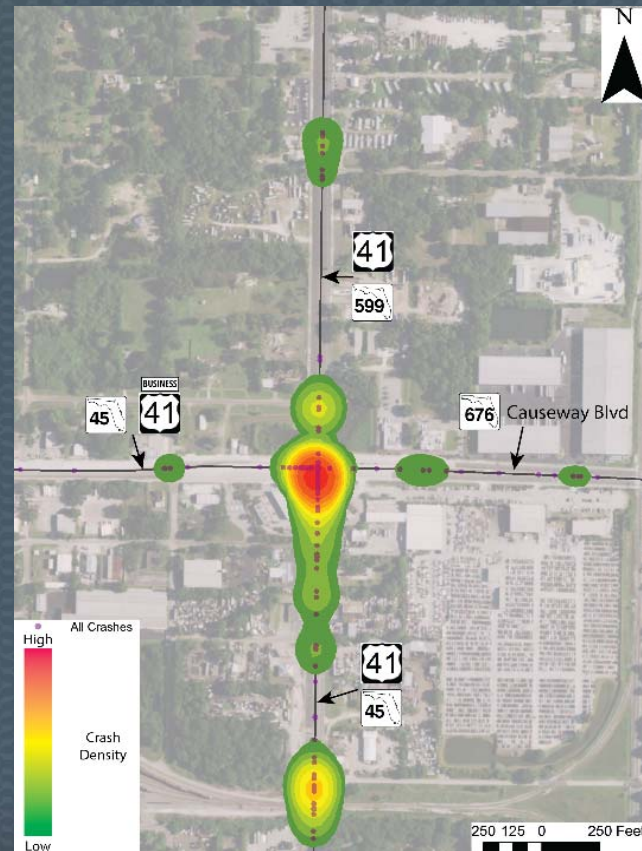 N
41
599
BUSINESS
45
41
676
Causeway Blvd
41
45
All Crashes
High
Crash
Density
Low
250 125 0 250 Feet